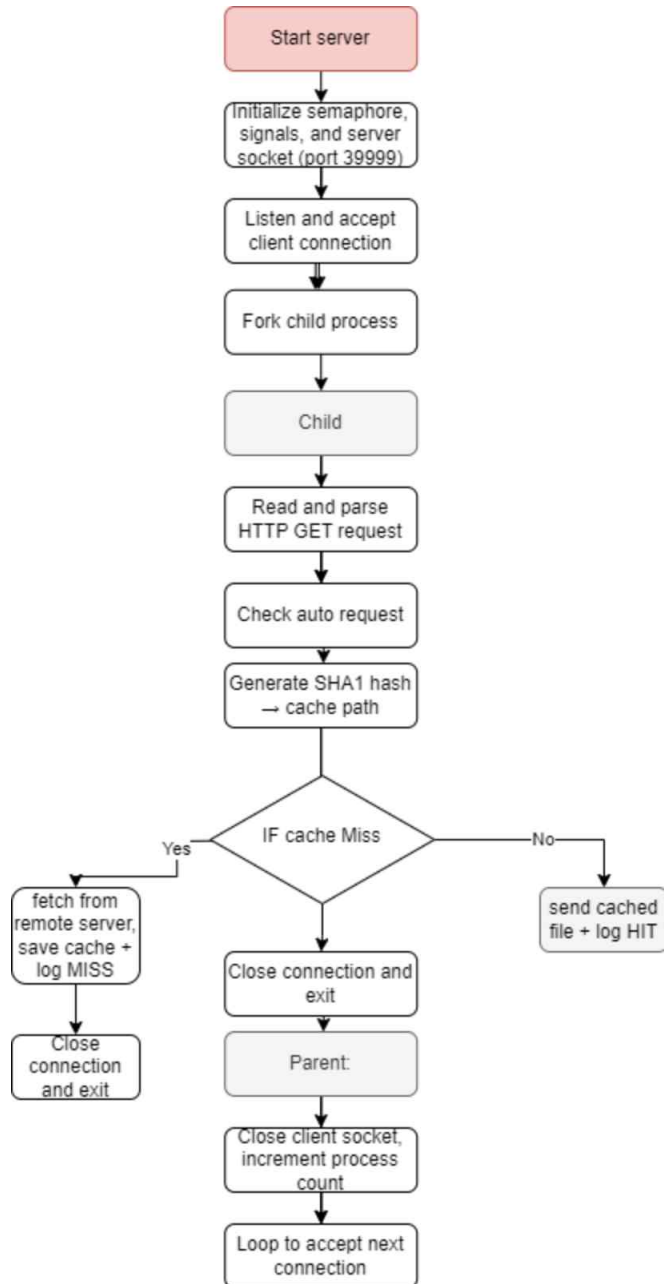 Start server
Initialize semaphore,
signals, and server
socket (port 39999)
Listen and accept
client connection
Fork child process
Child
Read and parse
HTTP GET request
Check auto request
Generate SHA1 hash
→ cache path
IF cache Miss
Yes
No
fetch from
remote server,
save cache +
log MISS
send cached
file + log HIT
Close connection and
exit
Close
connection
and exit
Parent:
Close client socket,
increment process
count
Loop to accept next
connection